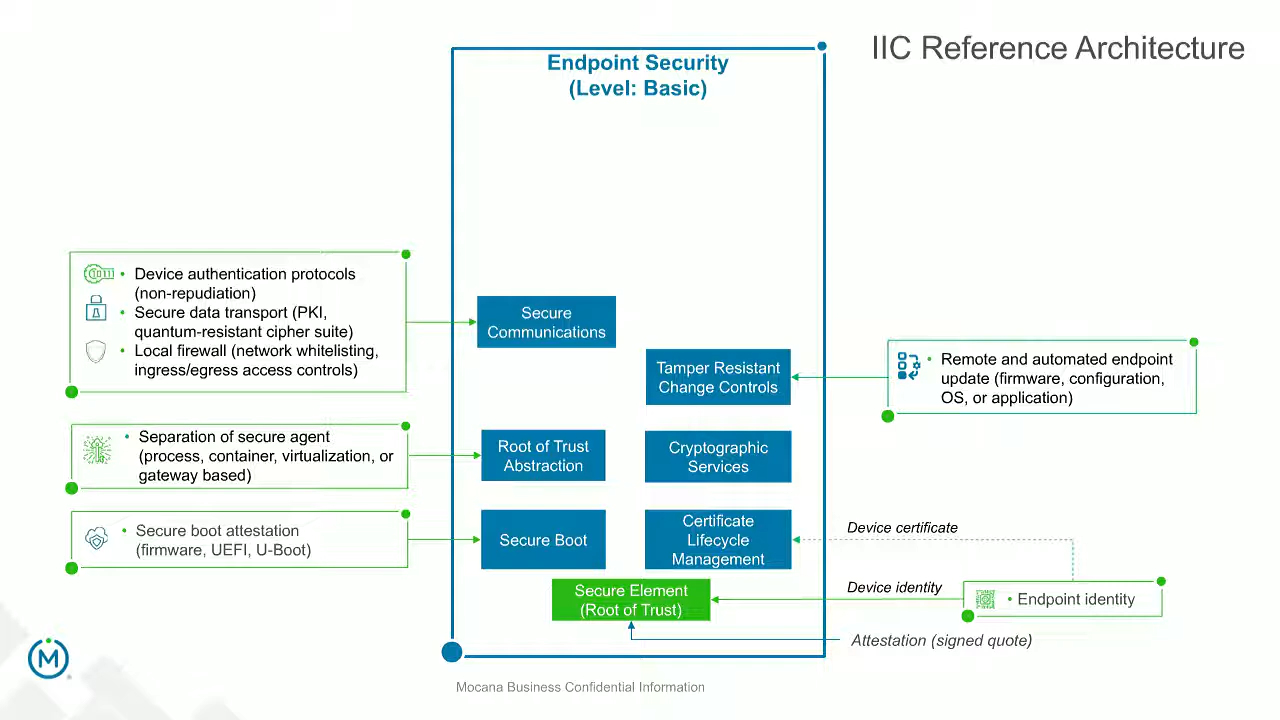 IIC Reference Architecture
Endpoint Security
(Level: Basic)
• Device authentication protocols
(non-repudiation)
• Secure data transport (PKI,
quantum-resistant cipher suite)
• Local firewall (network whitelisting,
ingress/egress access controls)
Secure
Communications
Tamper Resistant
Change Controls
• Remote and automated endpoint
update (firmware, configuration,
OS, or application)
• Separation of secure agent
(process, container, virtualization, or
gateway based)
Root of Trust
Abstraction
Cryptographic
Services
• Secure boot attestation
(firmware, UEFI, U-Boot)
Secure Boot
Certificate
Lifecycle
Management
Device certificate
Secure Element
(Root of Trust)
Device identity
• Endpoint identity
Attestation (signed quote)
M
Mocana Business Confidential Information